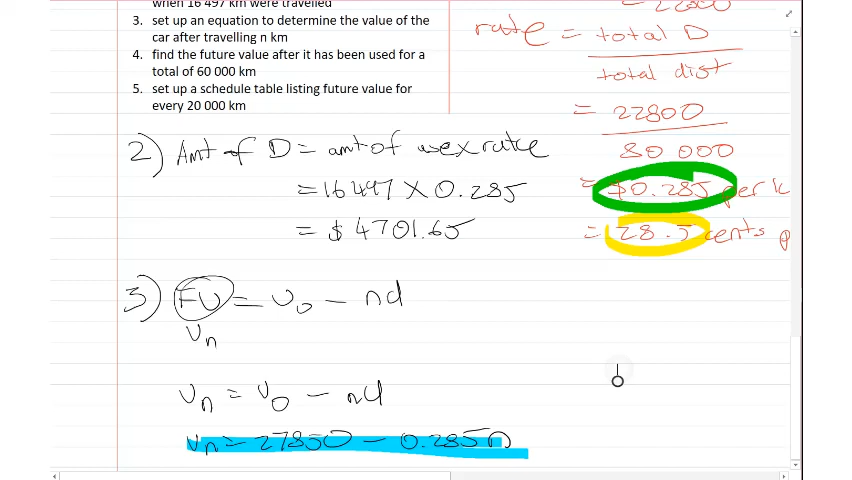 when 16 497 km were travelled
3. set up an equation to determine the value of the
car after travelling n km
4. find the future value after it has been used for a
total of 60 000 km
5. set up a schedule table listing future value for
every 20 000 km
= 22800
rate = total D
total dist
= 22800
80 000
= $0.285 per k
= 28.5 cents p
2) Amt of D = amt of use x rate
= 16497 X 0.285
= $ 4701.65
3) FV = V0 - nd
Vn
Vn = V0 - nd
Vn = 27850 - 0.285n